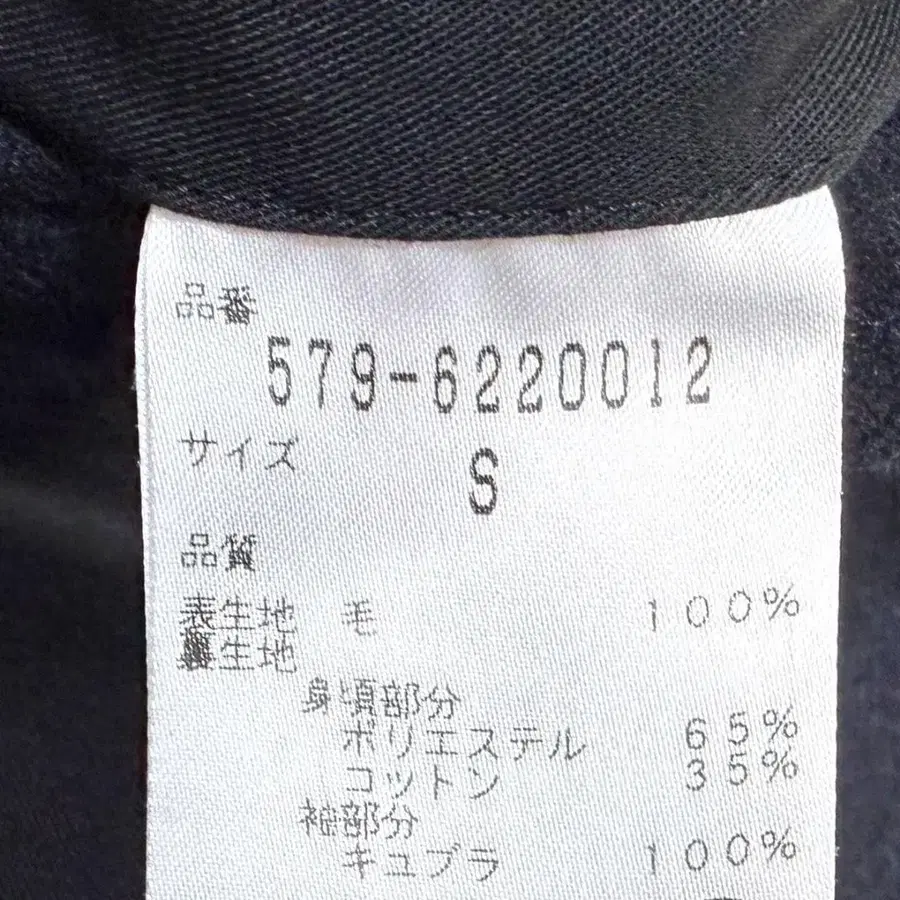 品番
579-6220012
サイズ S
品質
表生地 毛 100%
裏生地
身頃部分
ポリエステル 65%
コットン 35%
袖部分
キュプラ 100%